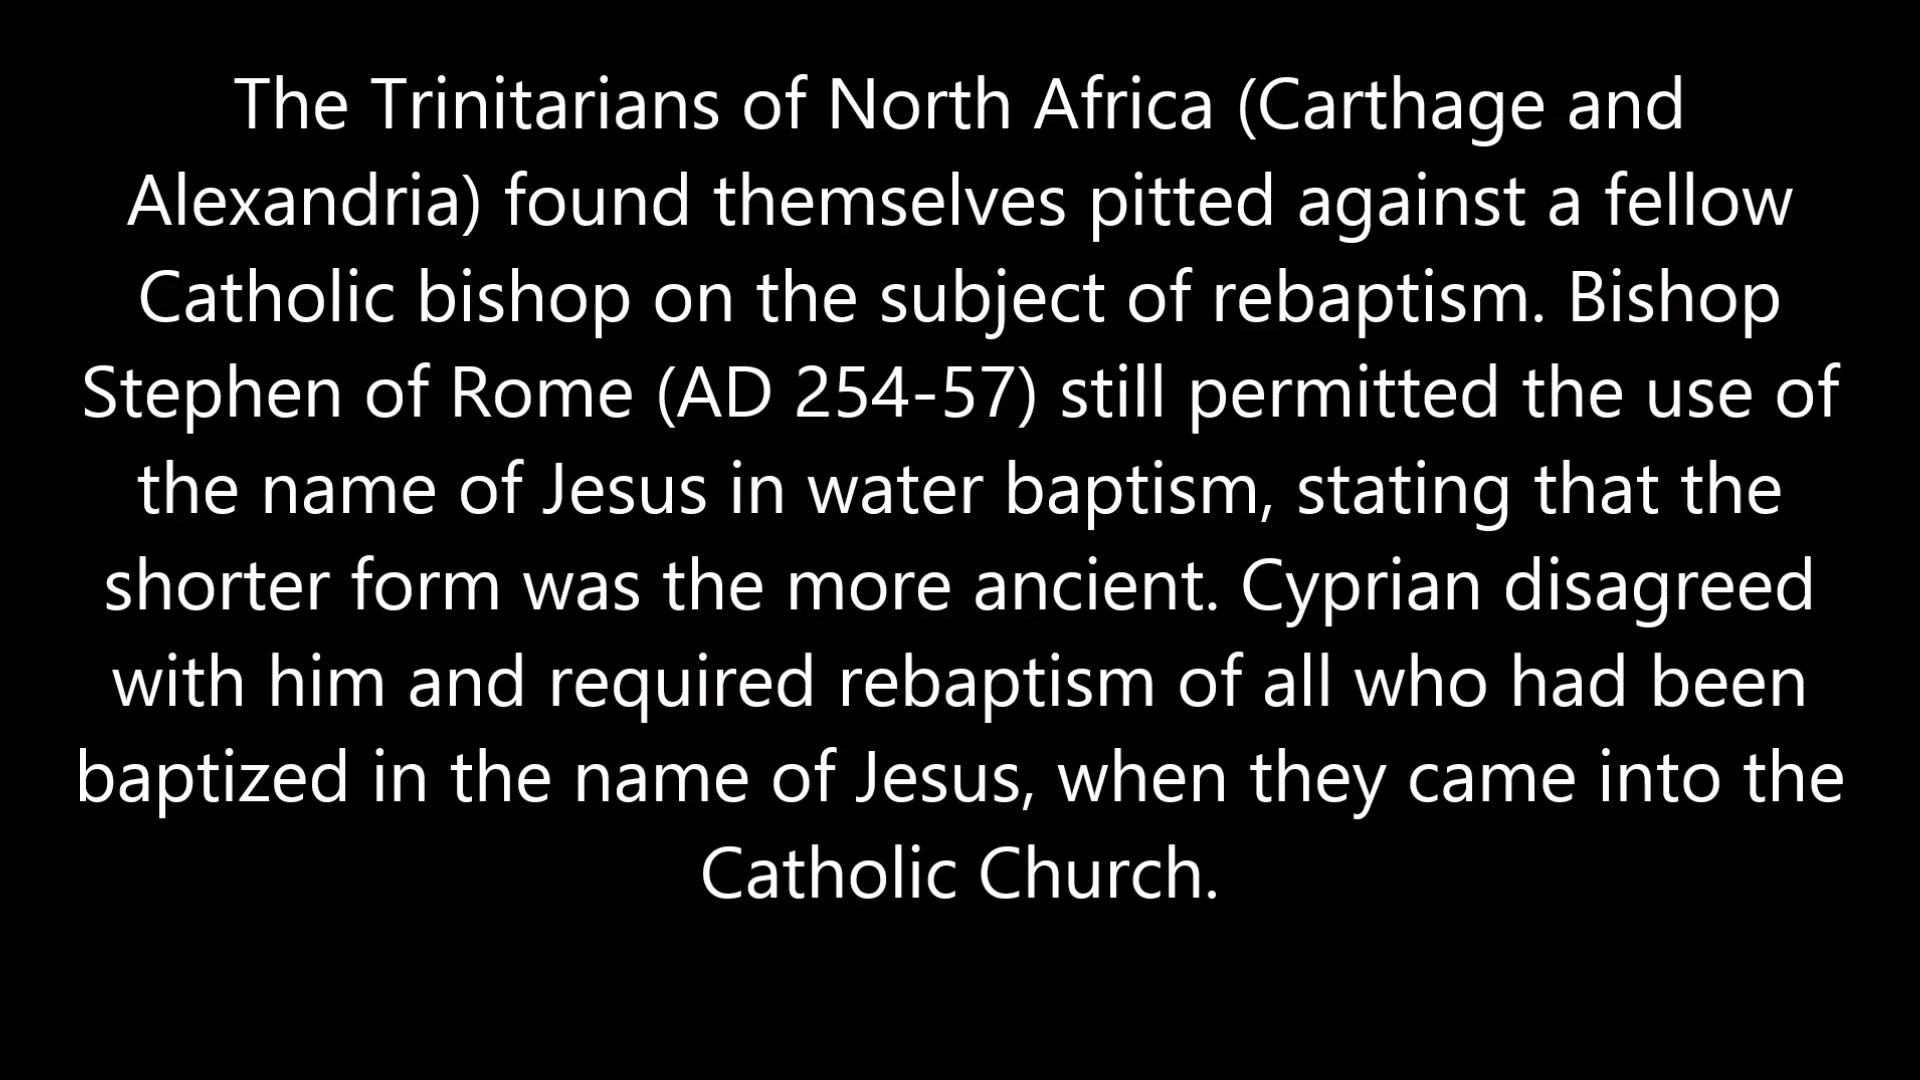 The Trinitarians of North Africa (Carthage and
Alexandria) found themselves pitted against a fellow
Catholic bishop on the subject of rebaptism. Bishop
Stephen of Rome (AD 254-57) still permitted the use of
the name of Jesus in water baptism, stating that the
shorter form was the more ancient. Cyprian disagreed
with him and required rebaptism of all who had been
baptized in the name of Jesus, when they came into the
Catholic Church.